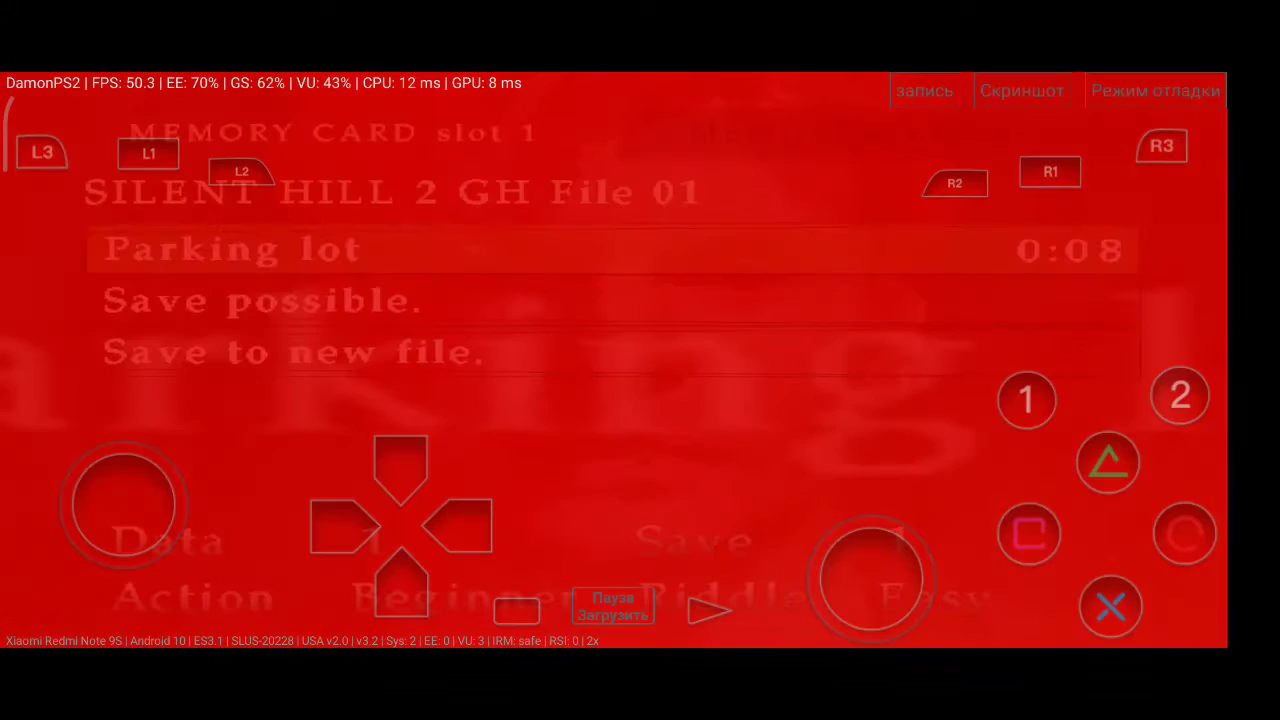 DamonPS2 | FPS: 50.3 | EE: 70% | GS: 62% | VU: 43% | CPU: 12 ms | GPU: 8 ms
запись Скриншот Режим отладки
MEMORY CARD slot 1
L3 L1 L2 R2 R1 R3
SILENT HILL 2 GH File 01
Parking lot 0:08
Save possible.
Save to new file.
arking l
1 2
Data 1 Save 1
Action Beginner Riddle Easy
Пауза
Загрузить
Xiaomi Redmi Note 9S | Android 10 | ES3.1 | SLUS-20228 | USA v2.0 | v3.2 | Sys: 2 | EE: 0 | VU: 3 | IRM: safe | RSI: 0 | 2x